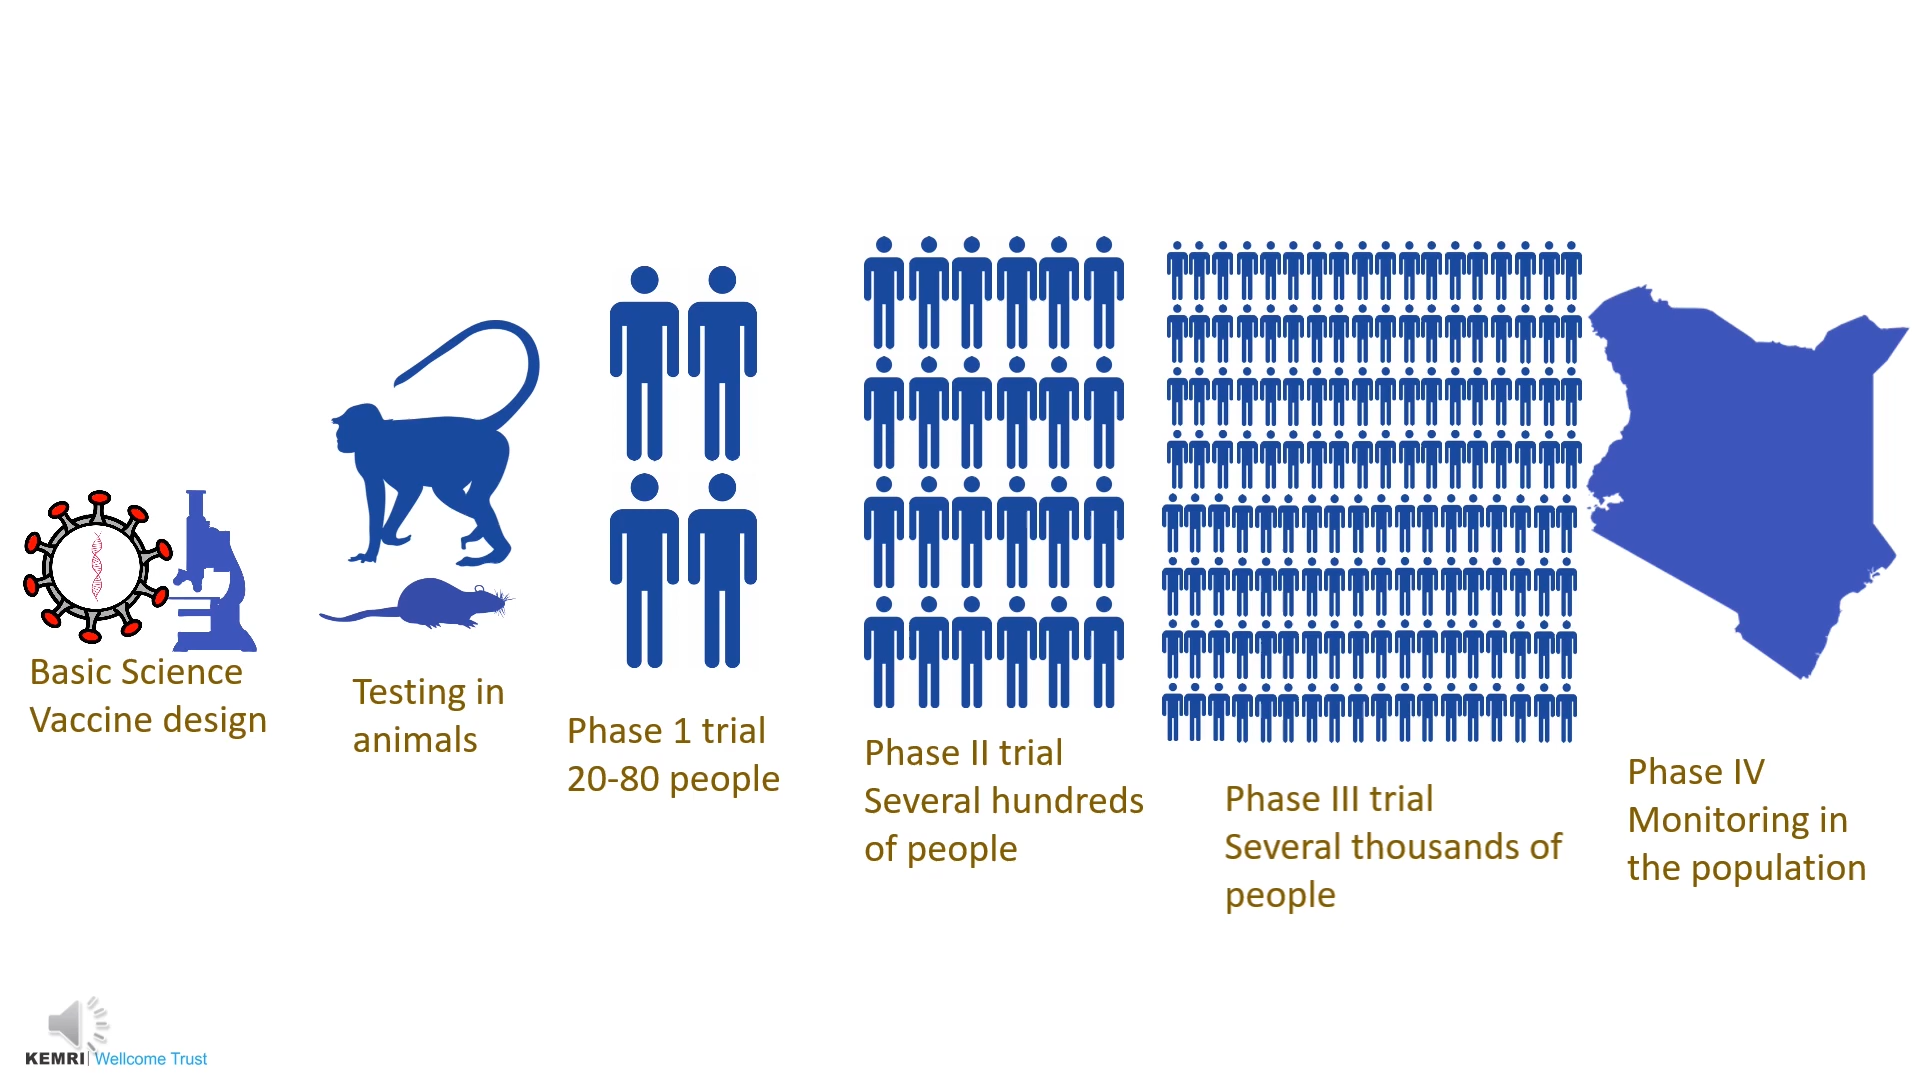 Basic Science
Vaccine design
Testing in
animals
Phase 1 trial
20-80 people
Phase II trial
Several hundreds
of people
Phase III trial
Several thousands of
people
Phase IV
Monitoring in
the population
KEMRI Wellcome Trust